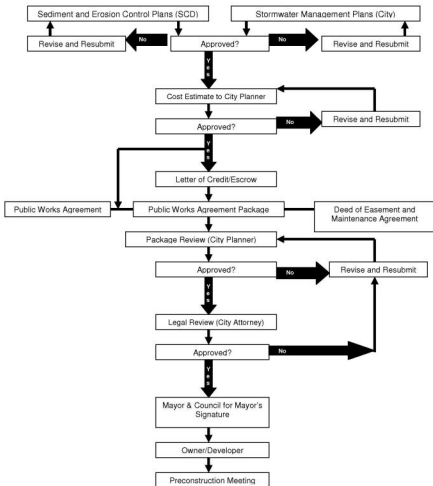 Sediment and Erosion Control Plans (SCD)
Stormwater Management Plans (City)
Revise and Resubmit
No
Approved?
No
Revise and Resubmit
Yes
Cost Estimate to City Planner
Approved?
No
Revise and Resubmit
Yes
Letter of Credit/Escrow
Public Works Agreement
Public Works Agreement Package
Deed of Easement and
Maintenance Agreement
Package Review (City Planner)
Approved?
No
Revise and Resubmit
Yes
Legal Review (City Attorney)
Approved?
No
Yes
Mayor & Council for Mayor's
Signature
Owner/Developer
Preconstruction Meeting